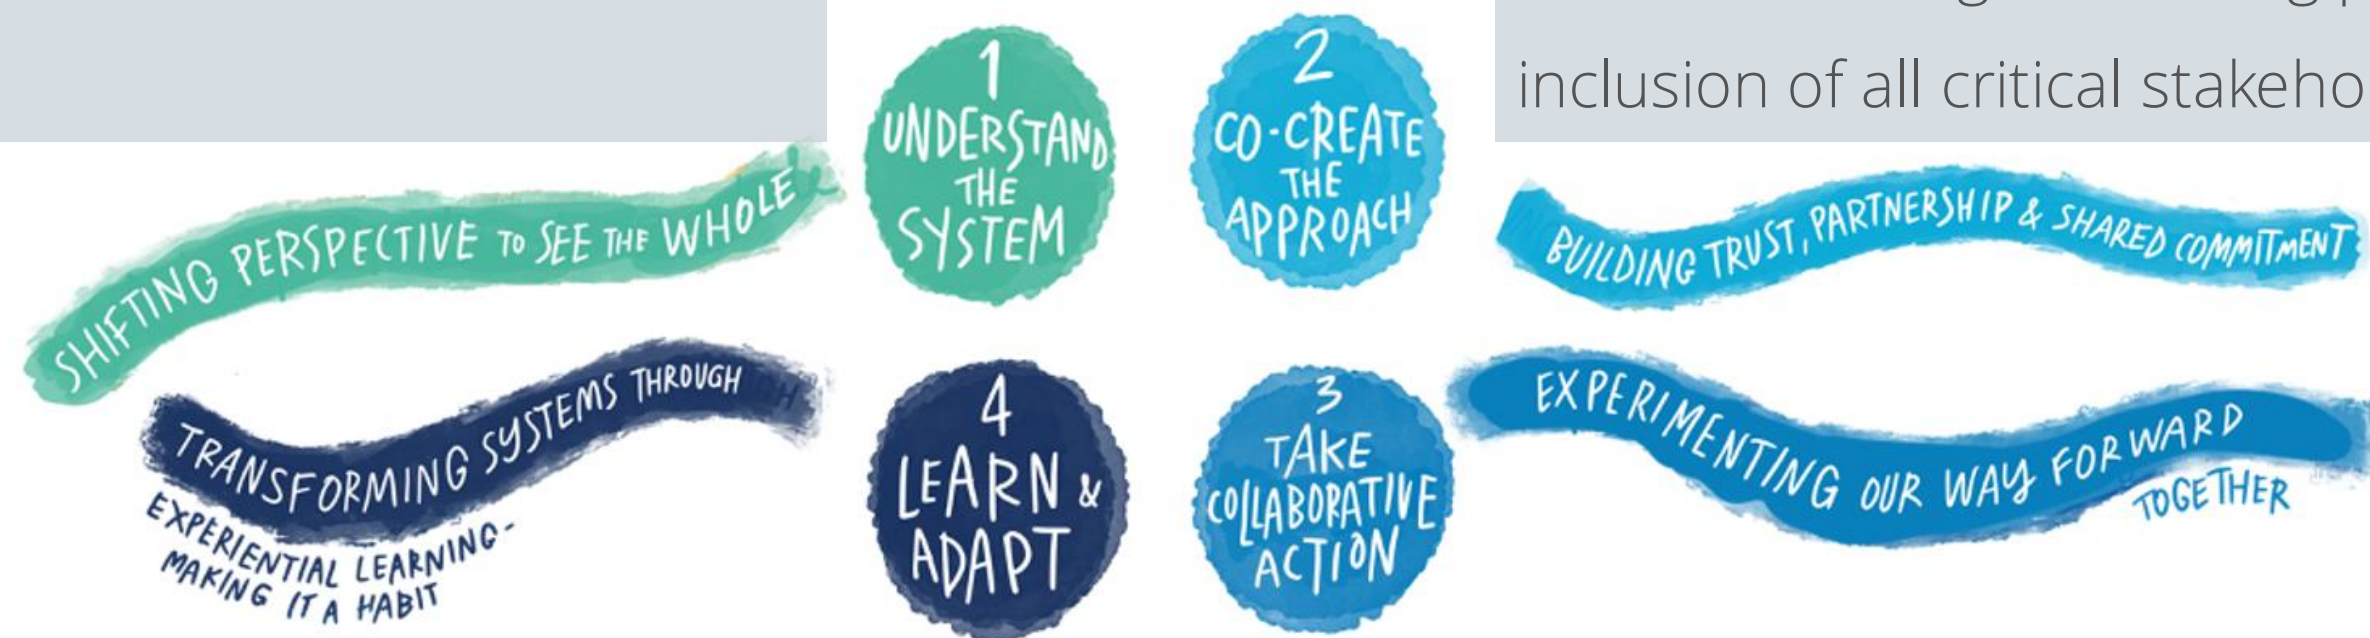 inclusion of all critical
1
UNDERSTAND
THE
SYSTEM
2
CO-CREATE
THE
APPROACH
SHIFTING PERSPECTIVE TO SEE THE WHOLE
BUILDING TRUST, PARTNERSHIP & SHARED COMMITMENT
4
LEARN &
ADAPT
3
TAKE
COLLABORATIVE
ACTION
TRANSFORMING SYSTEMS THROUGH
EXPERIENTIAL LEARNING-
MAKING IT A HABIT
EXPERIMENTING OUR WAY FORWARD
TOGETHER